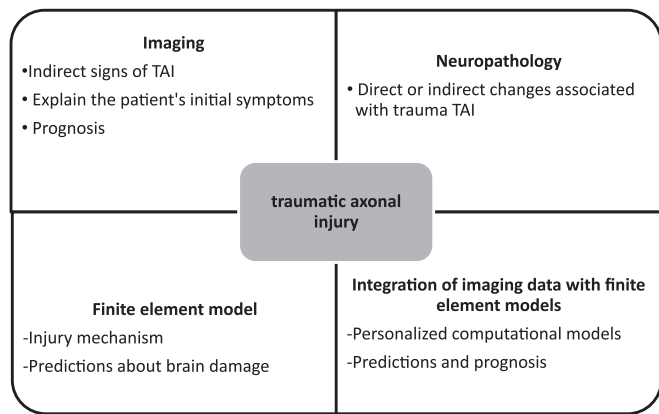 Imaging
•Indirect signs of TAI
• Explain the patient's initial symptoms
• Prognosis
Neuropathology
• Direct or indirect changes associated
with trauma TAI
traumatic axonal
injury
Finite element model
-Injury mechanism
-Predictions about brain damage
Integration of imaging data with finite
element models
-Personalized computational models
-Predictions and prognosis